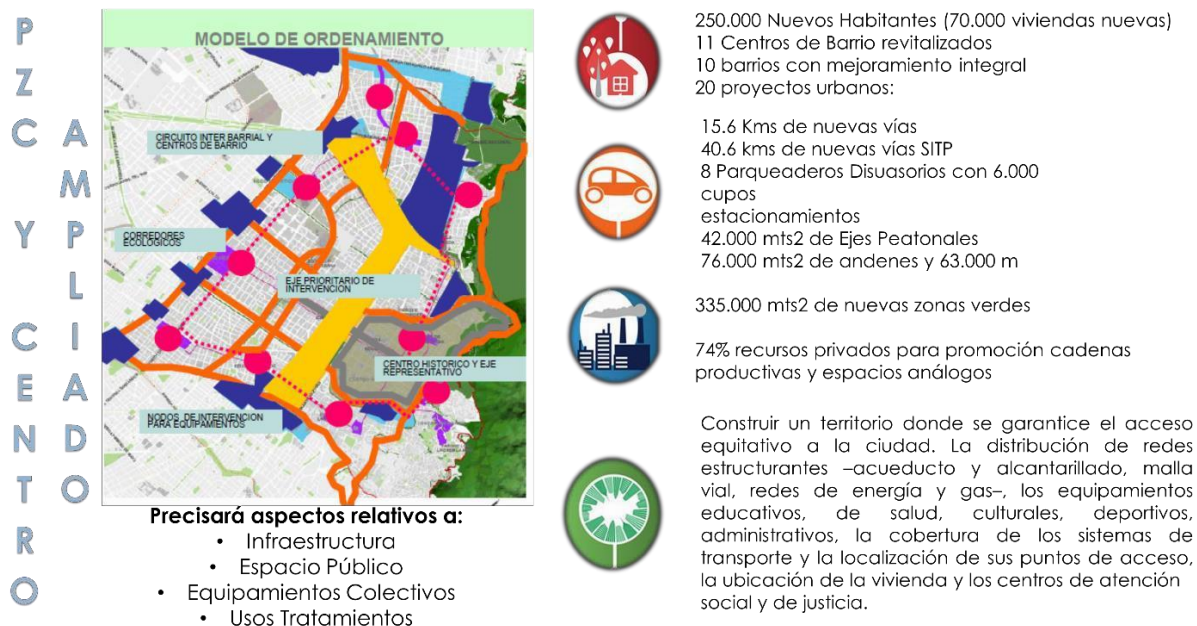 PZC Y CENTRO
AMPLIADO
MODELO DE ORDENAMIENTO
CIRCUITO INTER BARRIAL Y
CENTROS DE BARRIO
CORREDORES
ECOLOGICOS
EJE PRIORITARIO DE
INTERVENCION
CENTRO HISTORICO Y EJE
REPRESENTATIVO
NODOS DE INTERVENCION
PARA EQUIPAMIENTOS
Precisará aspectos relativos a:
• Infraestructura
• Espacio Público
• Equipamientos Colectivos
• Usos Tratamientos
250.000 Nuevos Habitantes (70.000 viviendas nuevas)
11 Centros de Barrio revitalizados
10 barrios con mejoramiento integral
20 proyectos urbanos:
15.6 Kms de nuevas vías
40.6 kms de nuevas vías SITP
8 Parqueaderos Disuasorios con 6.000
cupos
estacionamientos
42.000 mts2 de Ejes Peatonales
76.000 mts2 de andenes y 63.000 m
335.000 mts2 de nuevas zonas verdes
74% recursos privados para promoción cadenas
productivas y espacios análogos
Construir un territorio donde se garantice el acceso
equitativo a la ciudad. La distribución de redes
estructurantes –acueducto y alcantarillado, malla
vial, redes de energía y gas–, los equipamientos
educativos, de salud, culturales, deportivos,
administrativos, la cobertura de los sistemas de
transporte y la localización de sus puntos de acceso,
la ubicación de la vivienda y los centros de atención
social y de justicia.